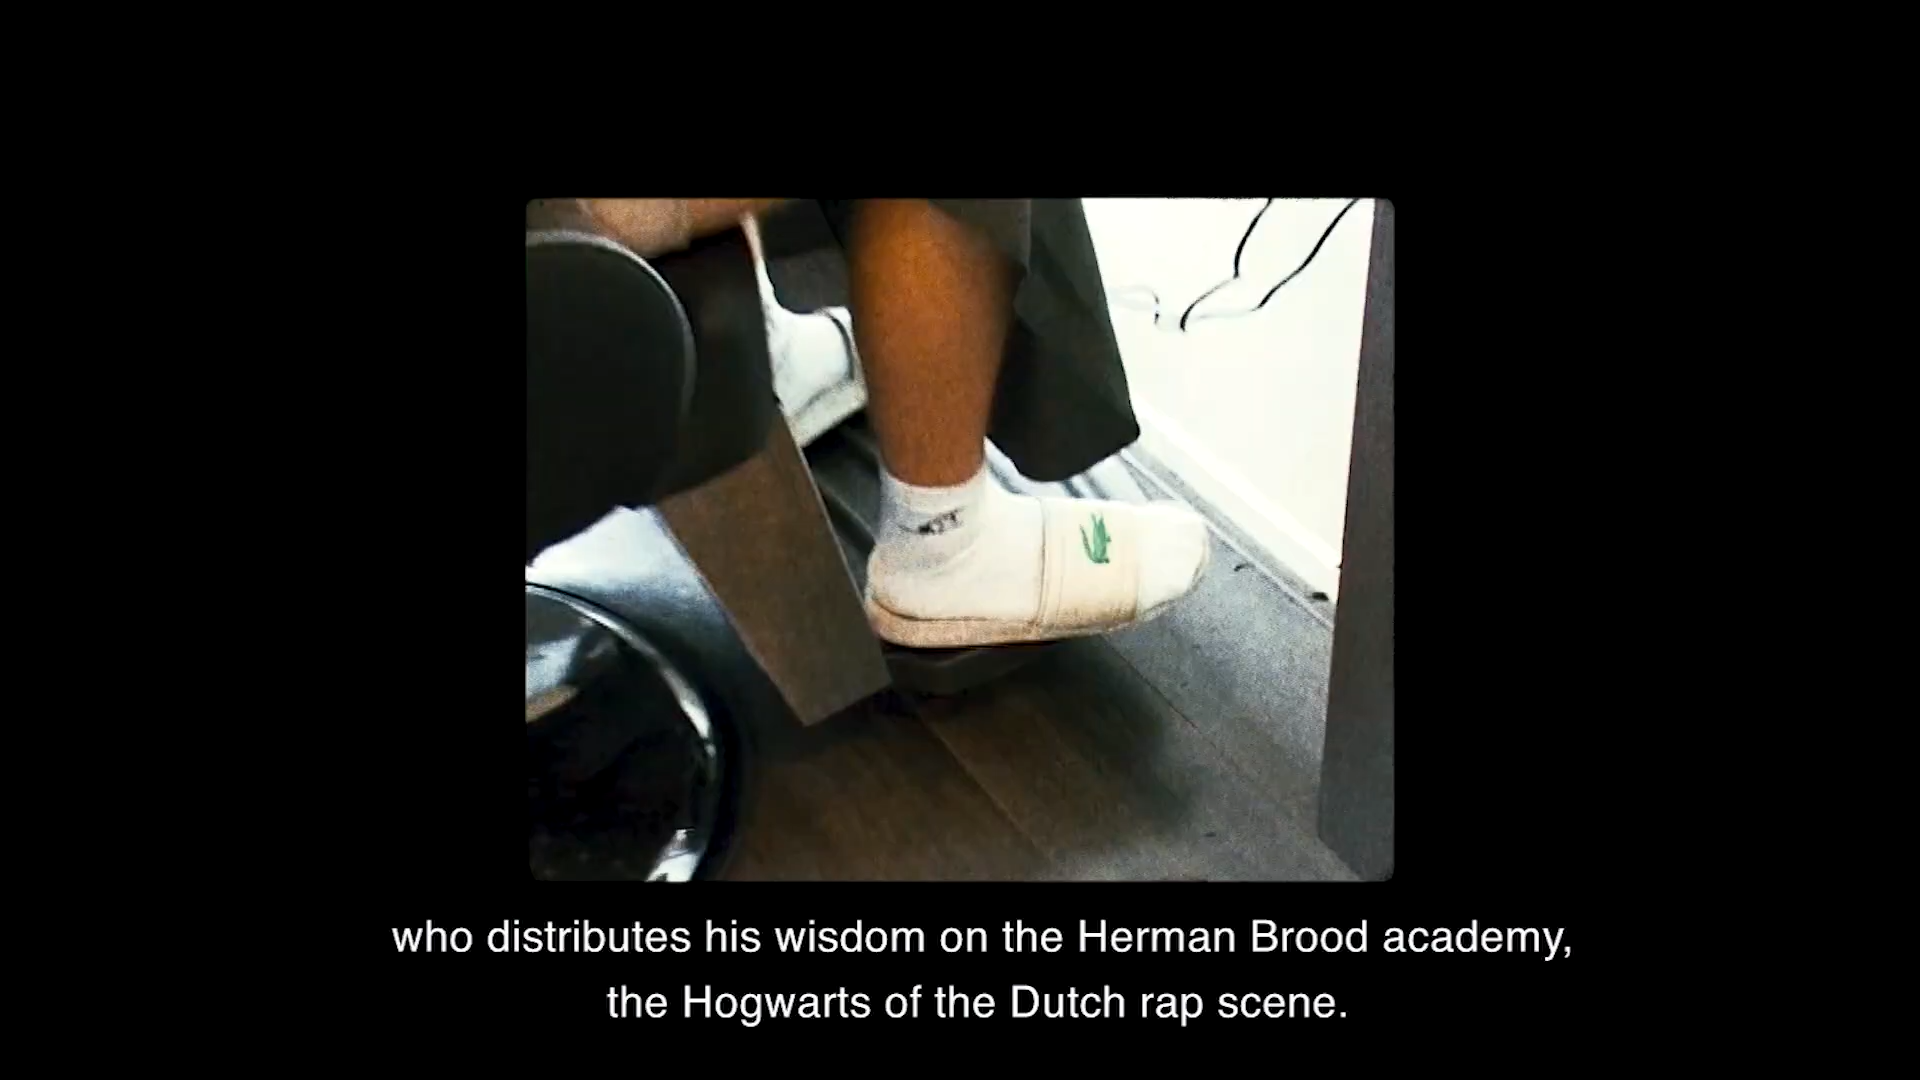 who distributes his wisdom on the Herman Brood academy,
the Hogwarts of the Dutch rap scene.